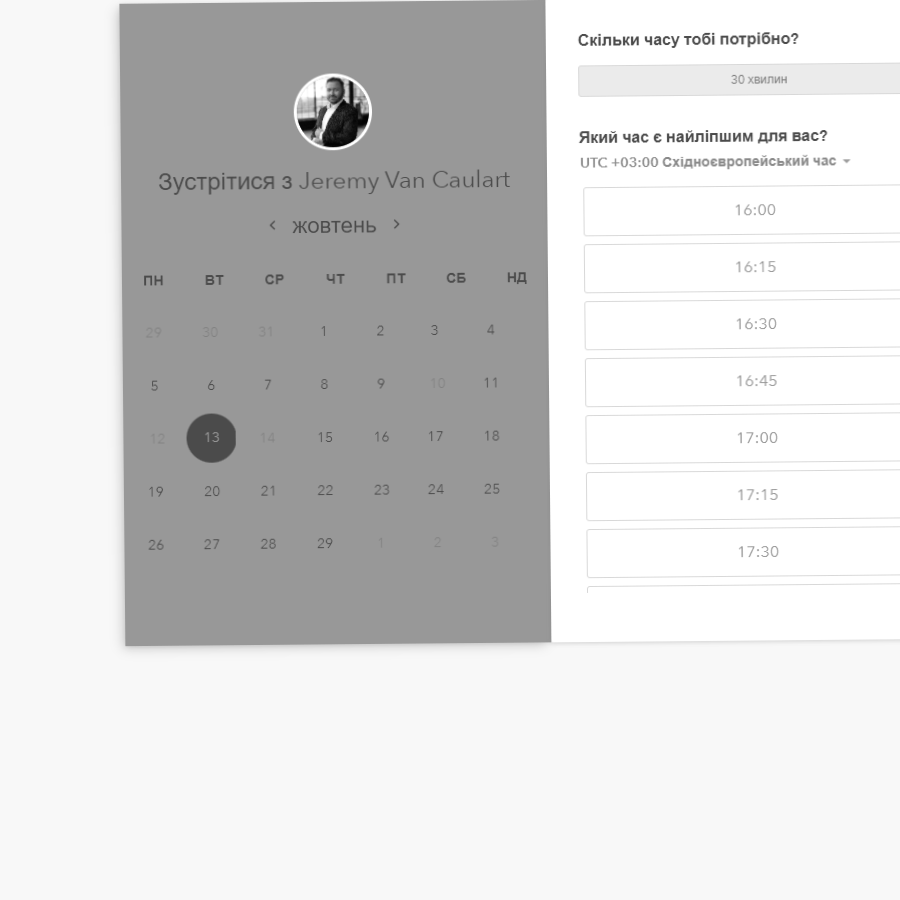 Зустрітися з Jeremy Van Caulart
жовтень
ПН ВТ СР ЧТ ПТ СБ НД
29 30 31 1 2 3 4
5 6 7 8 9 10 11
12 13 14 15 16 17 18
19 20 21 22 23 24 25
26 27 28 29 1 2 3
Скільки часу тобі потрібно?
30 хвилин
Який час є найліпшим для вас?
UTC +03:00 Східноєвропейський час
16:00
16:15
16:30
16:45
17:00
17:15
17:30